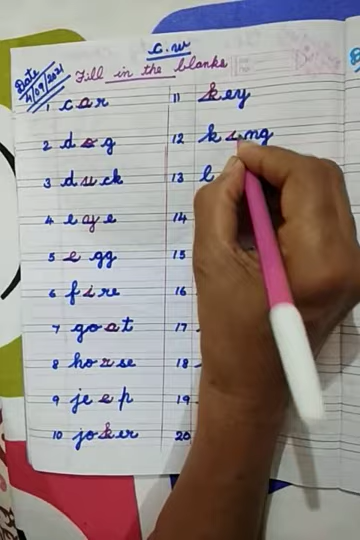 C.W
Date
4/09/2021
Fill in the blanks
1 car
2 dog
3 duck
4 eye
5 egg
6 fire
7 goat
8 horse
9 jeep
10 joker
11 key
12 king
13 l
14
15
16
17
18
19
20